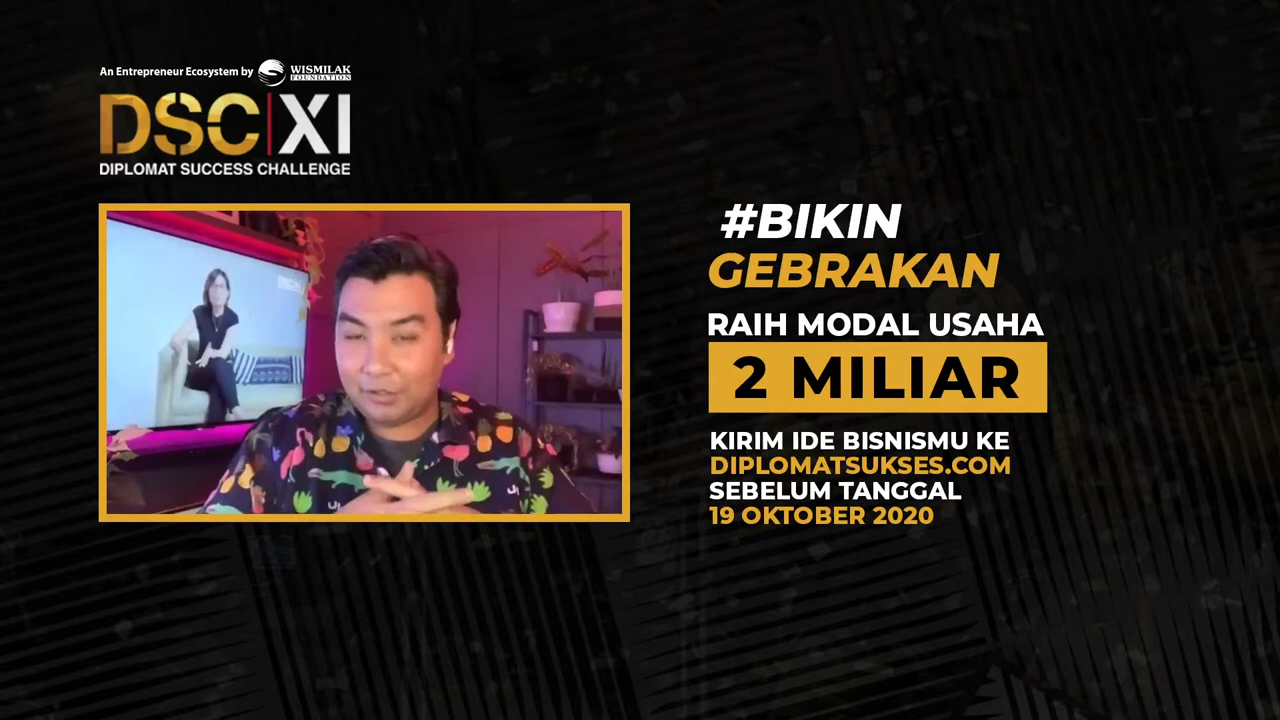 An Entrepreneur Ecosystem by WISMILAK
FOUNDATION
DSC|XI
DIPLOMAT SUCCESS CHALLENGE
#BIKIN
GEBRAKAN
RAIH MODAL USAHA
2 MILIAR
KIRIM IDE BISNISMU KE
DIPLOMATSUKSES.COM
SEBELUM TANGGAL
19 OKTOBER 2020